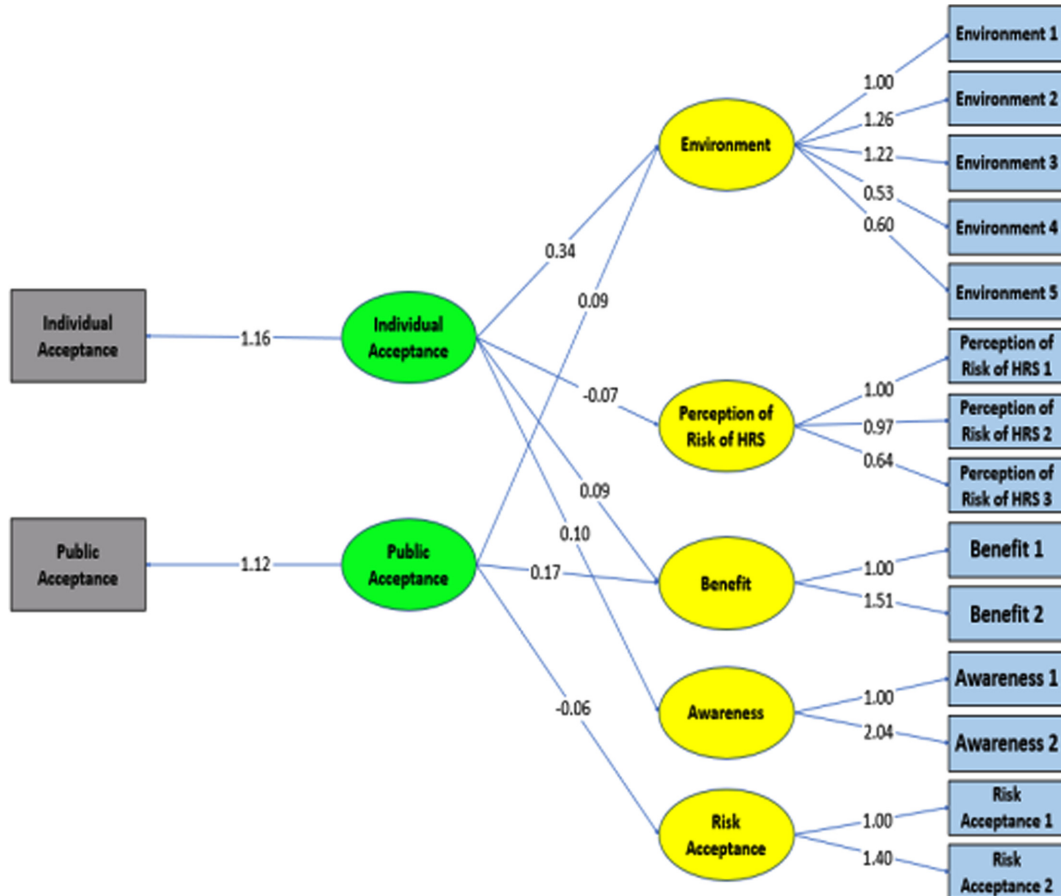 Individual
Acceptance
1.16
Individual
Acceptance
Public
Acceptance
1.12
Public
Acceptance
0.34
0.09
-0.07
0.09
0.10
0.17
-0.06
Environment
1.00
1.26
1.22
0.53
0.60
Environment 1
Environment 2
Environment 3
Environment 4
Environment 5
Perception of
Risk of HRS
1.00
0.97
0.64
Perception of
Risk of HRS 1
Perception of
Risk of HRS 2
Perception of
Risk of HRS 3
Benefit
1.00
1.51
Benefit 1
Benefit 2
Awareness
1.00
2.04
Awareness 1
Awareness 2
Risk
Acceptance
1.00
1.40
Risk
Acceptance 1
Risk
Acceptance 2